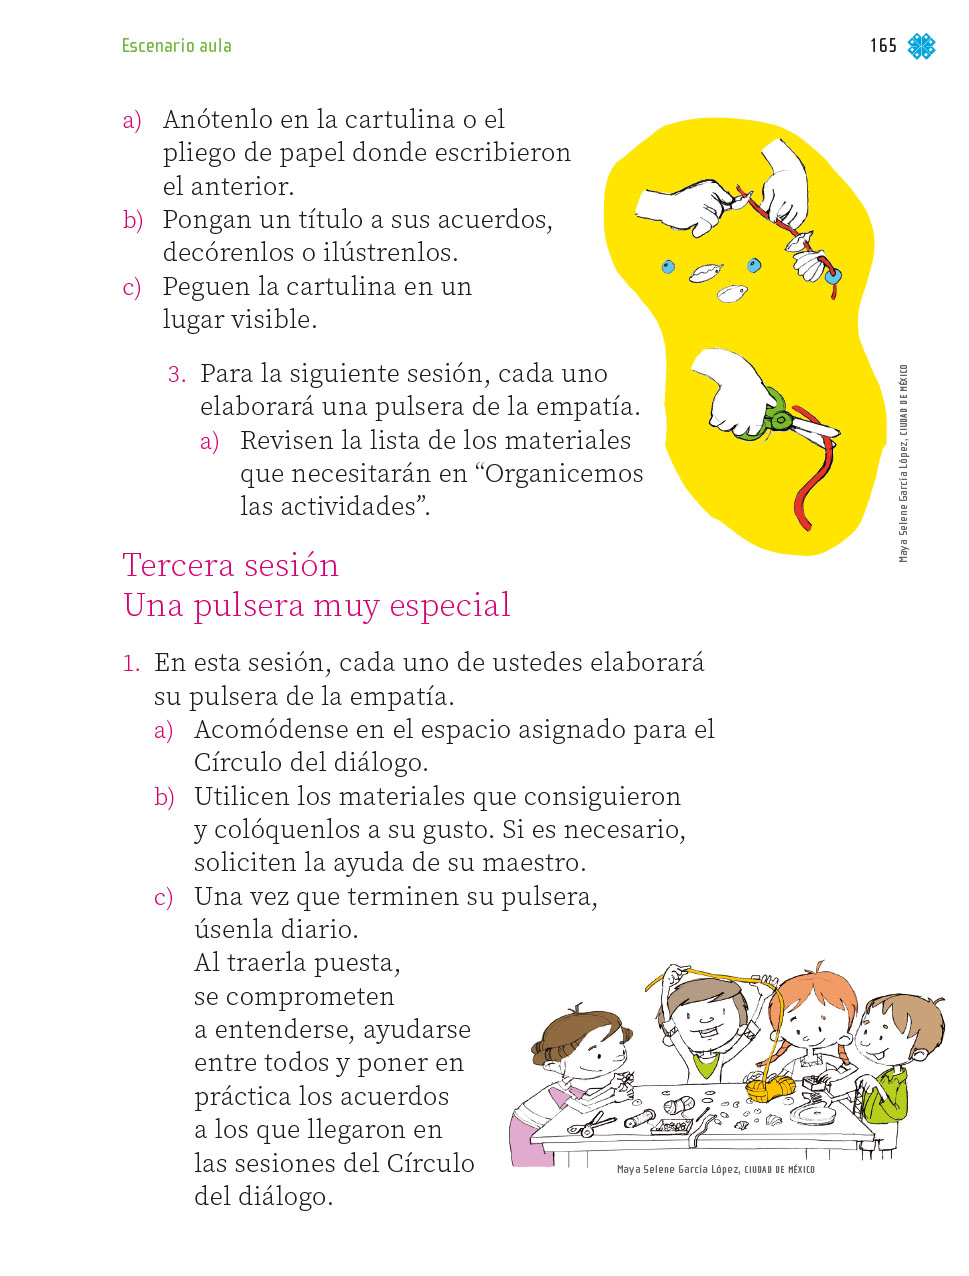 Escenario aula
165
a) Anótenlo en la cartulina o el
pliego de papel donde escribieron
el anterior.
b) Pongan un título a sus acuerdos,
decórenlos o ilústrenlos.
c) Peguen la cartulina en un
lugar visible.
3. Para la siguiente sesión, cada uno
elaborará una pulsera de la empatía.
a) Revisen la lista de los materiales
que necesitarán en “Organicemos
las actividades”.
Maya Selene García López, CIUDAD DE MÉXICO
Tercera sesión
Una pulsera muy especial
1. En esta sesión, cada uno de ustedes elaborará
su pulsera de la empatía.
a) Acomódense en el espacio asignado para el
Círculo del diálogo.
b) Utilicen los materiales que consiguieron
y colóquenlos a su gusto. Si es necesario,
soliciten la ayuda de su maestro.
c) Una vez que terminen su pulsera,
úsenla diario.
Al traerla puesta,
se comprometen
a entenderse, ayudarse
entre todos y poner en
práctica los acuerdos
a los que llegaron en
las sesiones del Círculo
del diálogo.
Maya Selene García López, CIUDAD DE MÉXICO